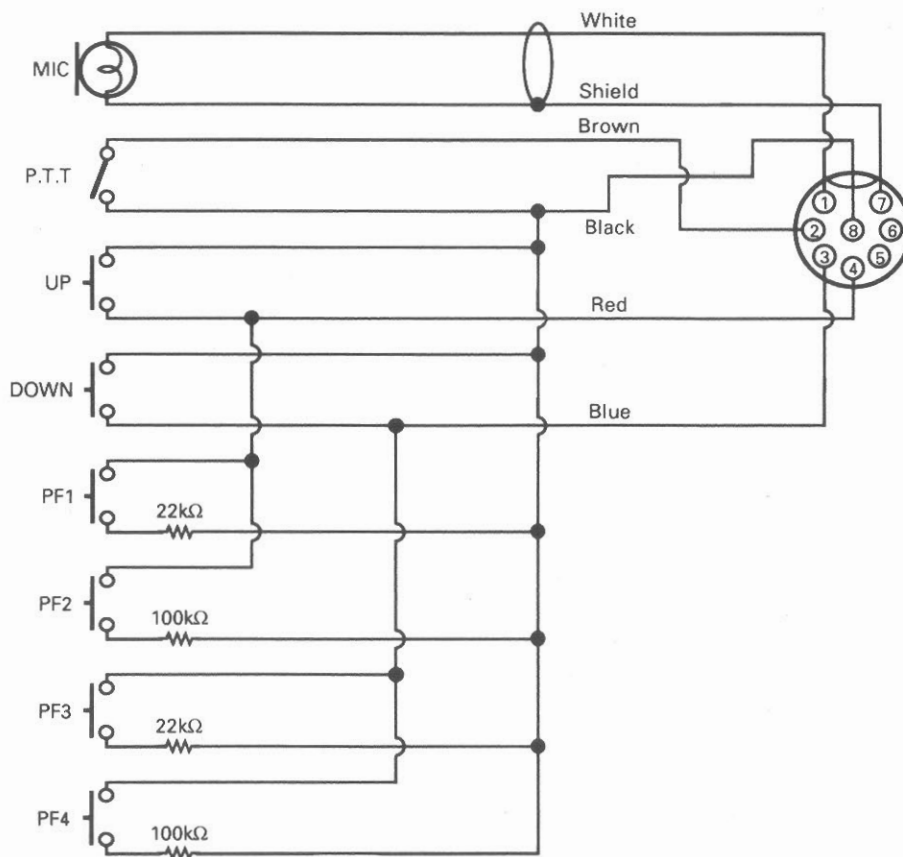 White
MIC
Shield
Brown
P.T.T
Black
1
7
2
8
6
3
5
4
UP
Red
DOWN
Blue
PF1
22kΩ
PF2
100kΩ
PF3
22kΩ
PF4
100kΩ